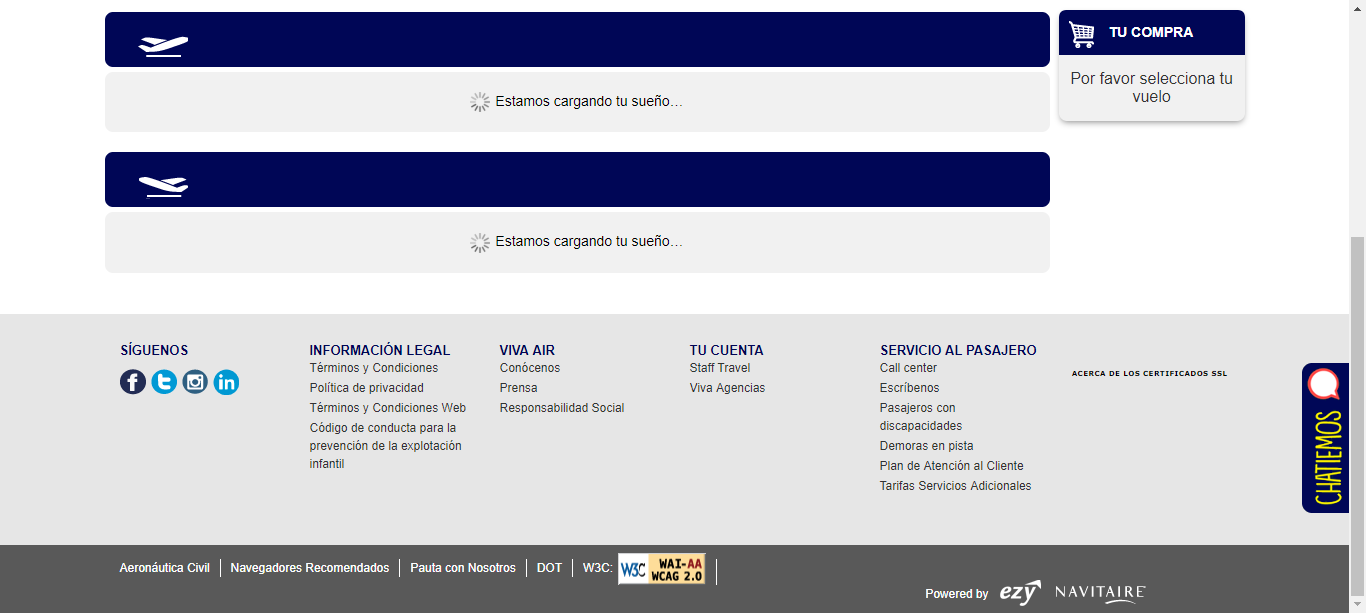 TU COMPRA
Por favor selecciona tu
vuelo
Estamos cargando tu sueño...
Estamos cargando tu sueño...
SÍGUENOS
INFORMACIÓN LEGAL
Términos y Condiciones
Política de privacidad
Términos y Condiciones Web
Código de conducta para la
prevención de la explotación
infantil
VIVA AIR
Conócenos
Prensa
Responsabilidad Social
TU CUENTA
Staff Travel
Viva Agencias
SERVICIO AL PASAJERO
Call center
Escríbenos
Pasajeros con
discapacidades
Demoras en pista
Plan de Atención al Cliente
Tarifas Servicios Adicionales
ACERCA DE LOS CERTIFICADOS SSL
CHATIEMOS
Aeronáutica Civil | Navegadores Recomendados | Pauta con Nosotros | DOT | W3C: W3C WAI-AA
WCAG 2.0
Powered by ezy NAVITAIRE